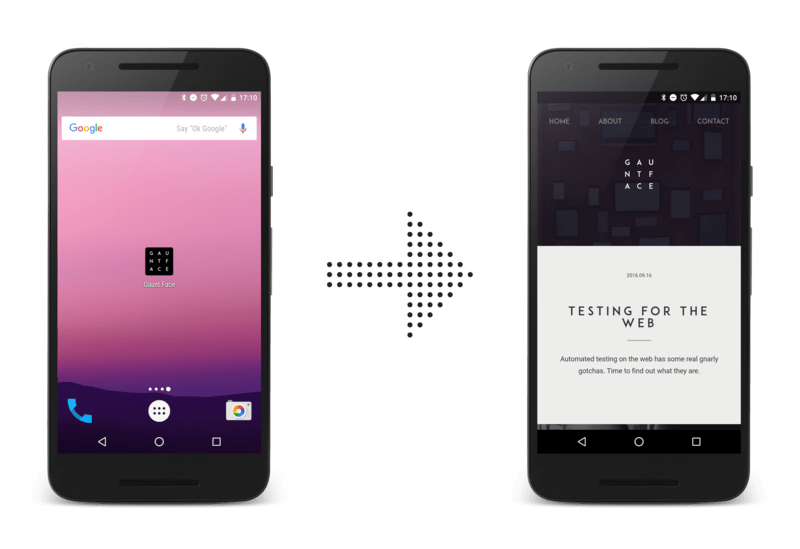 17:10
Google Say "Ok Google"
G A U
N T F
A C E
Gaunt Face
17:10
HOME ABOUT BLOG CONTACT
G A U
N T F
A C E
2016.09.16
TESTING FOR THE
WEB
Automated testing on the web has some real gnarly
gotchas. Time to find out what they are.